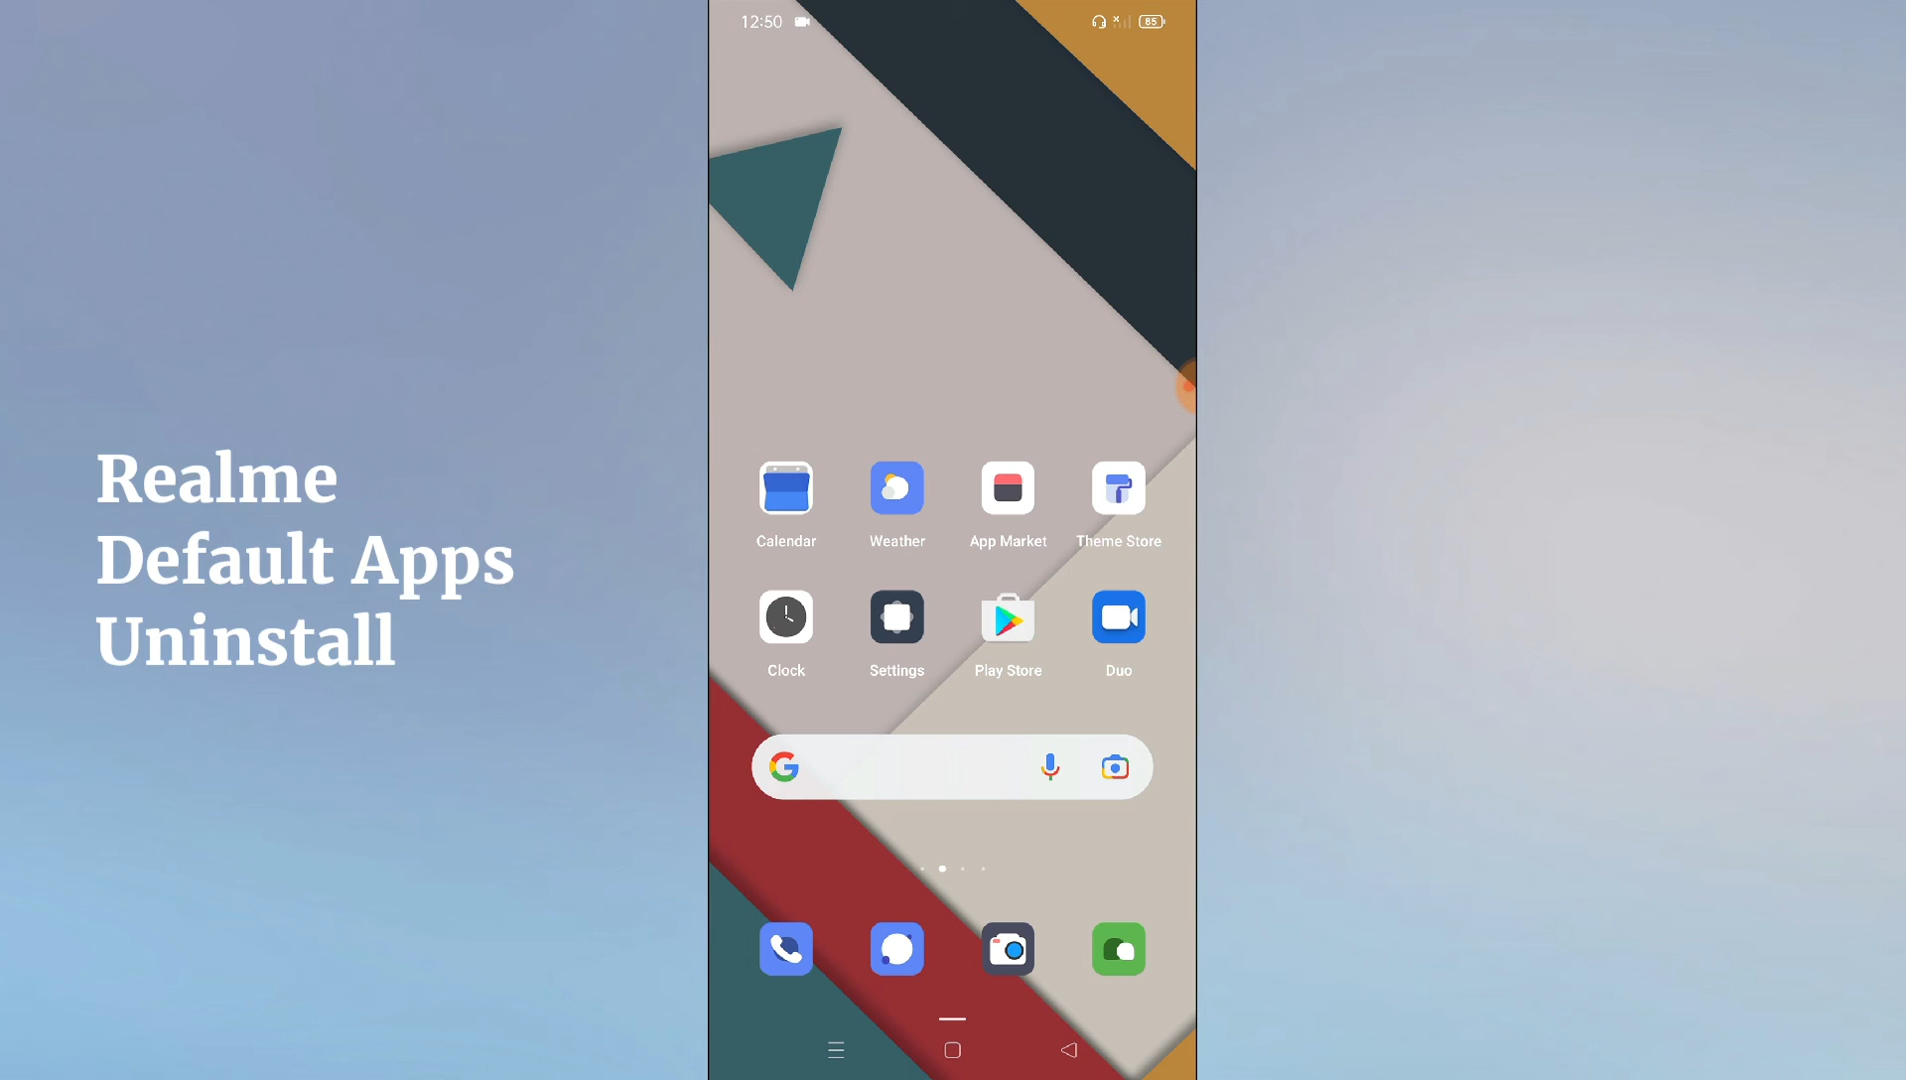 12:50
85
Realme
Default Apps
Uninstall
Calendar Weather App Market Theme Store
Clock Settings Play Store Duo